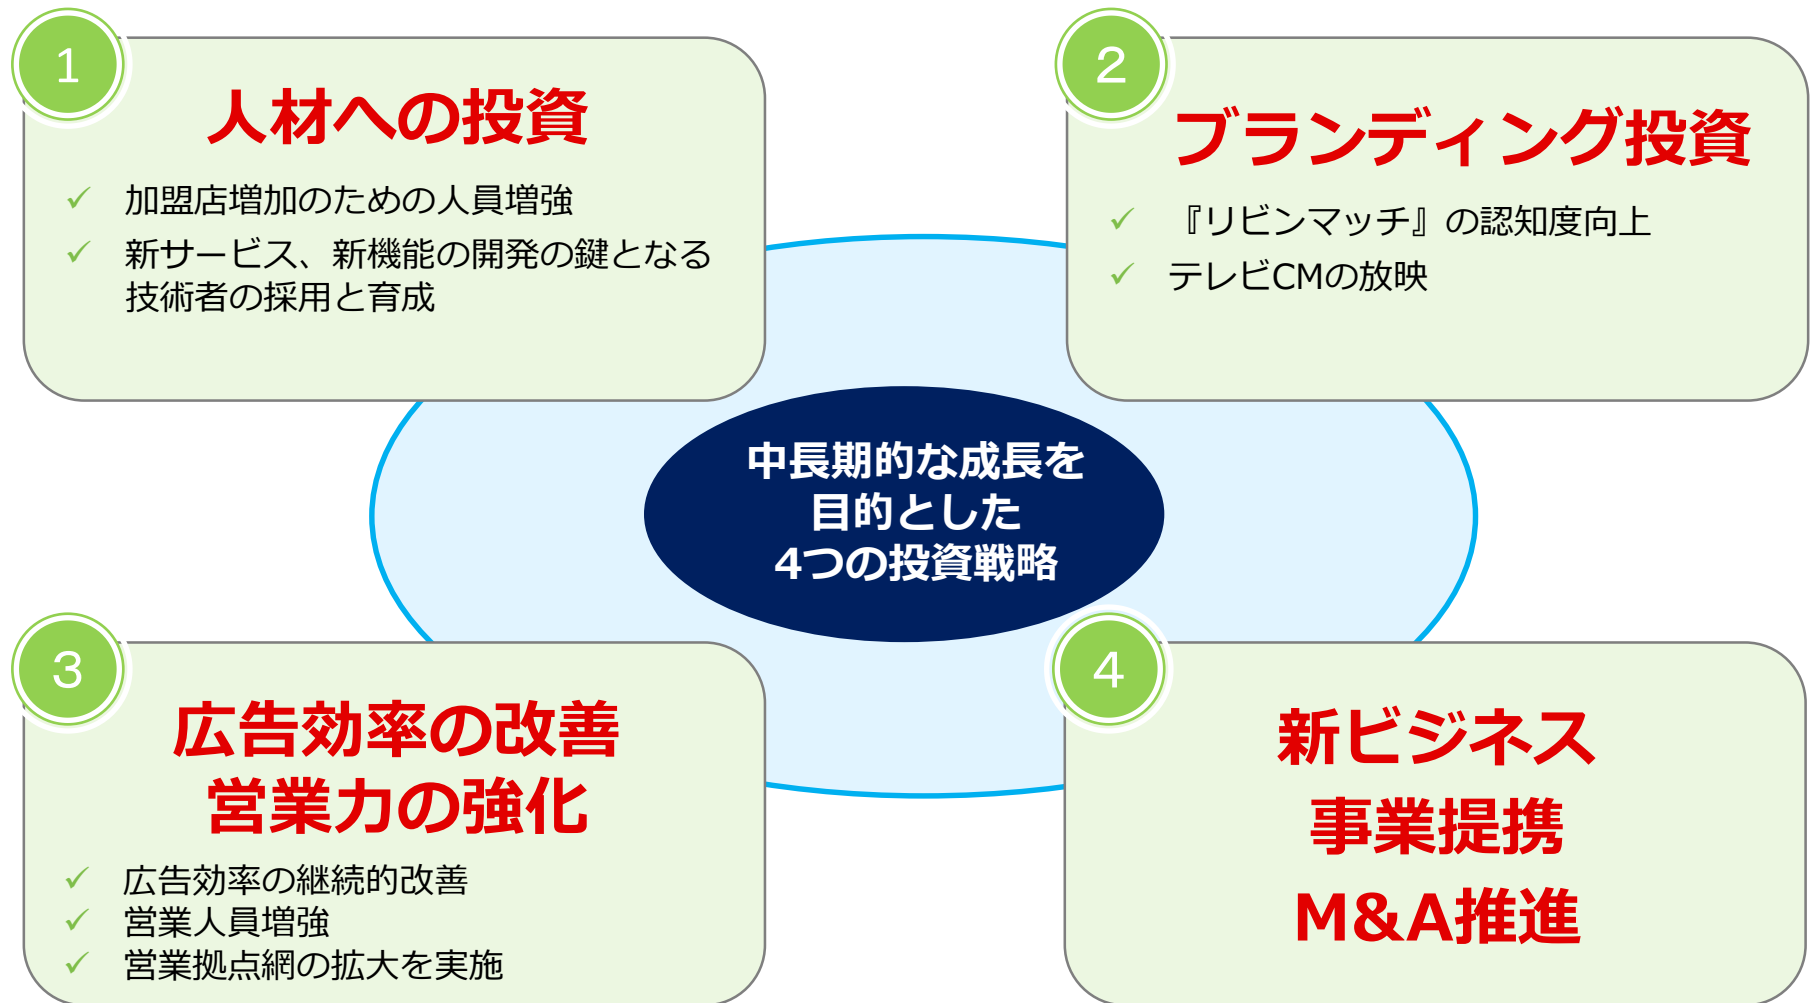 1
人材への投資
✓ 加盟店増加のための人員増強
✓ 新サービス、新機能の開発の鍵となる
技術者の採用と育成
2
ブランディング投資
✓ 『リビンマッチ』の認知度向上
✓ テレビCMの放映
中長期的な成長を
目的とした
4つの投資戦略
3
広告効率の改善
営業力の強化
✓ 広告効率の継続的改善
✓ 営業人員増強
✓ 営業拠点網の拡大を実施
4
新ビジネス
事業提携
M&A推進